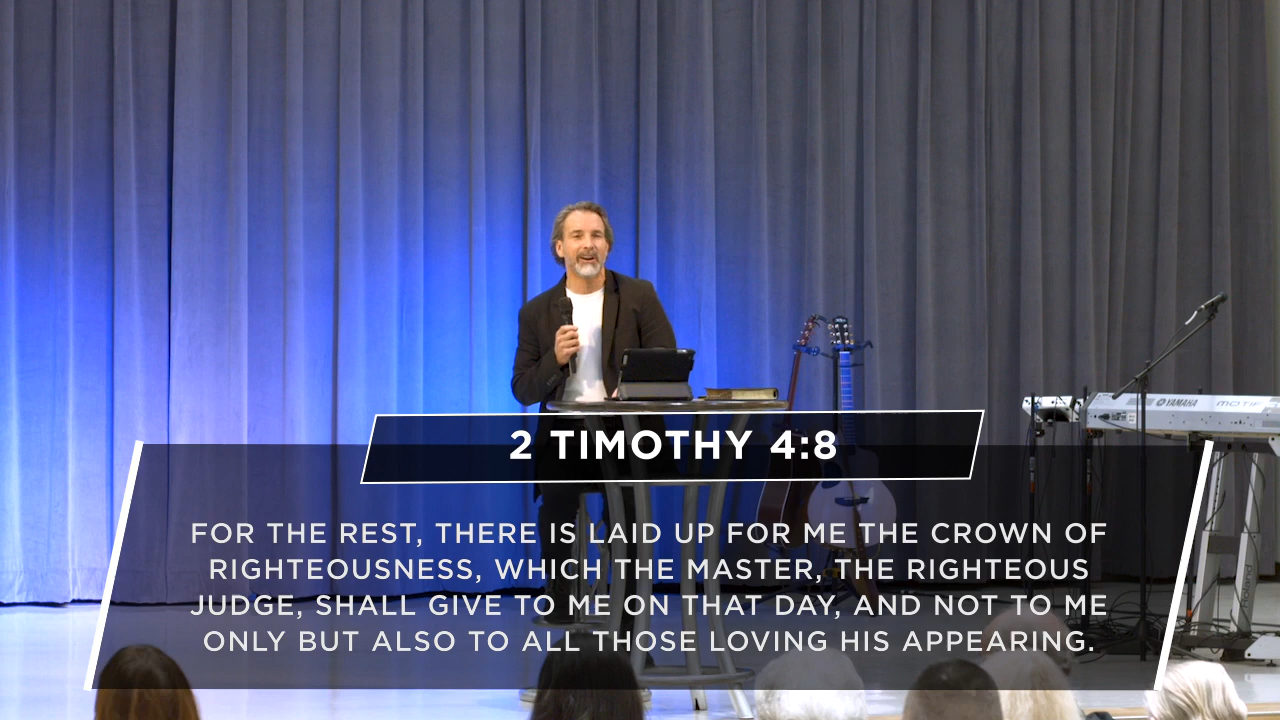 YAMAHA
MOTIF
2 TIMOTHY 4:8
FOR THE REST, THERE IS LAID UP FOR ME THE CROWN OF
RIGHTEOUSNESS, WHICH THE MASTER, THE RIGHTEOUS
JUDGE, SHALL GIVE TO ME ON THAT DAY, AND NOT TO ME
ONLY BUT ALSO TO ALL THOSE LOVING HIS APPEARING.